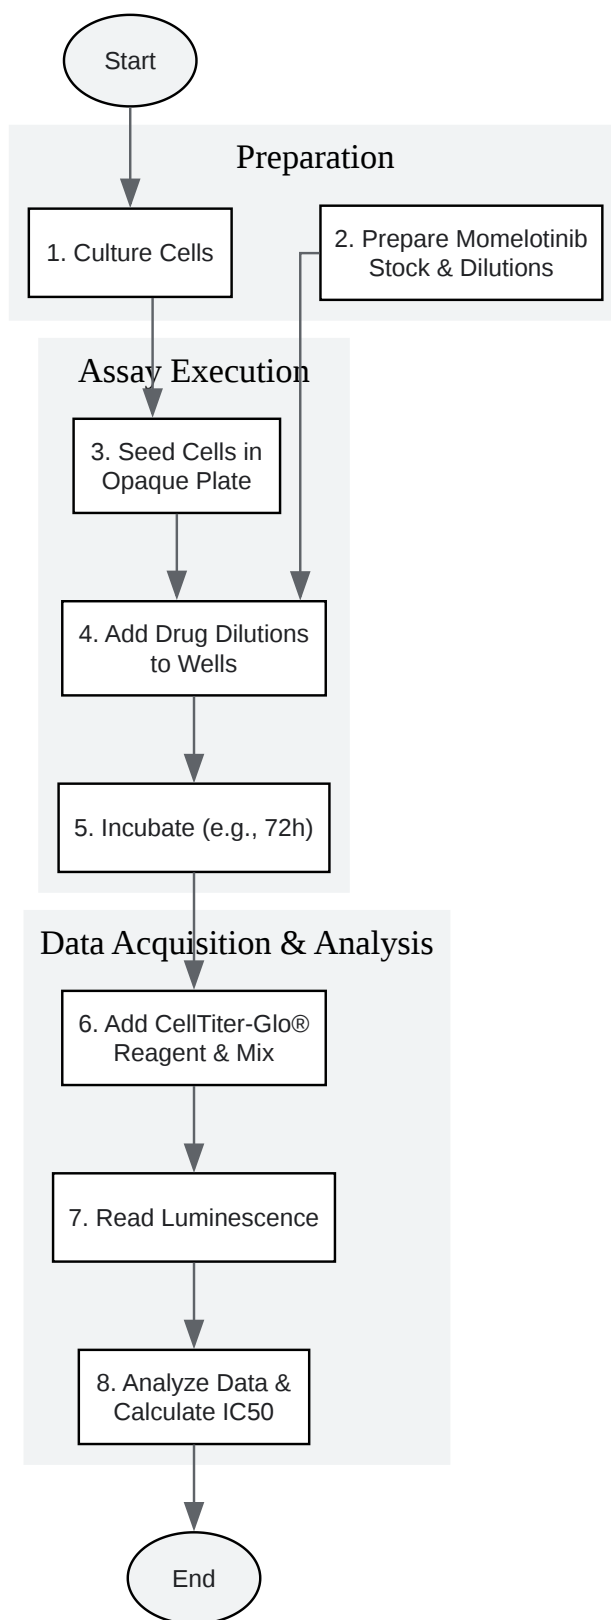 Start
Preparation
1. Culture Cells
2. Prepare Momelotinib
Stock & Dilutions
Assay Execution
3. Seed Cells in
Opaque Plate
4. Add Drug Dilutions
to Wells
5. Incubate (e.g., 72h)
Data Acquisition & Analysis
6. Add CellTiter-Glo®
Reagent & Mix
7. Read Luminescence
8. Analyze Data &
Calculate IC50
End